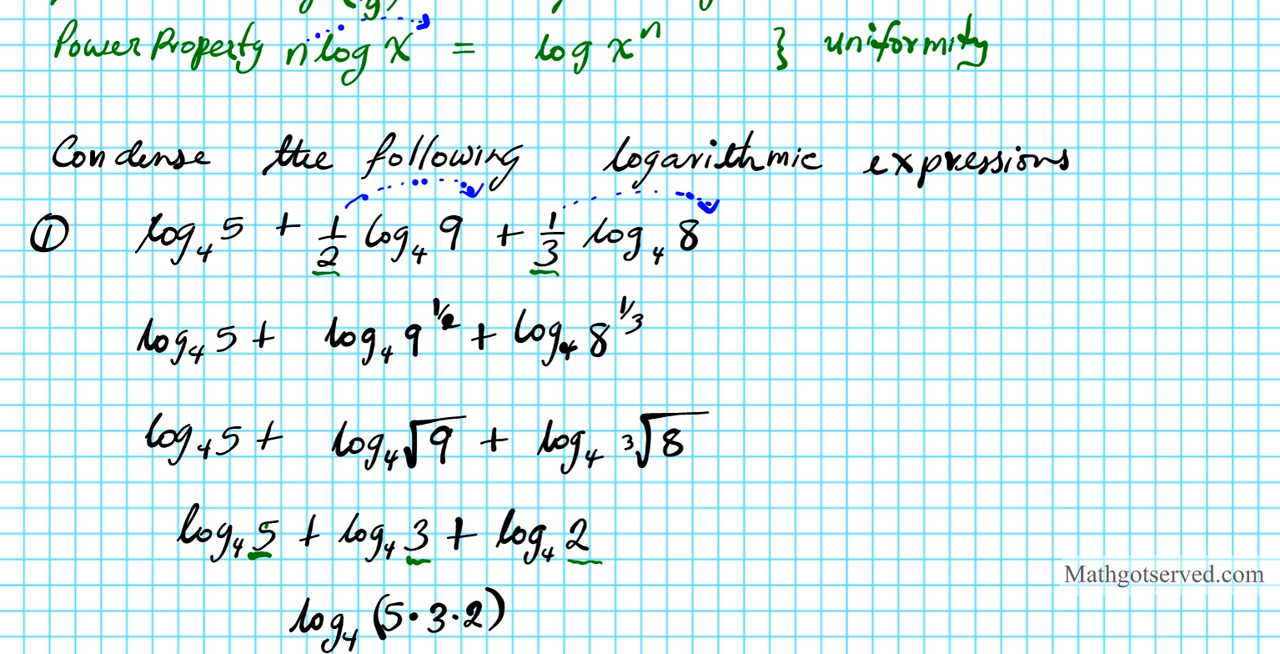 (y)
Power Property n log x = log xⁿ } uniformity
Condense the following logarithmic expressions
① log₄ 5 + 1/2 log₄ 9 + 1/3 log₄ 8
log₄ 5 + log₄ 9^1/2 + log₄ 8^1/3
log₄ 5 + log₄ √9 + log₄ ³√8
log₄ 5 + log₄ 3 + log₄ 2
Mathgotserved.com
log₄ (5·3·2)